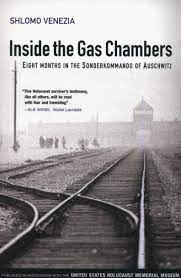 SHLOMO VENEZIA
Inside the Gas Chambers
EIGHT MONTHS IN THE SONDERKOMMANDO OF AUSCHWITZ
"This Holocaust survivor's testimony,
like all others, will be read
with fear and trembling"
—ELIE WIESEL, Nobel Laureate
PUBLISHED IN ASSOCIATION WITH THE UNITED STATES HOLOCAUST MEMORIAL MUSEUM